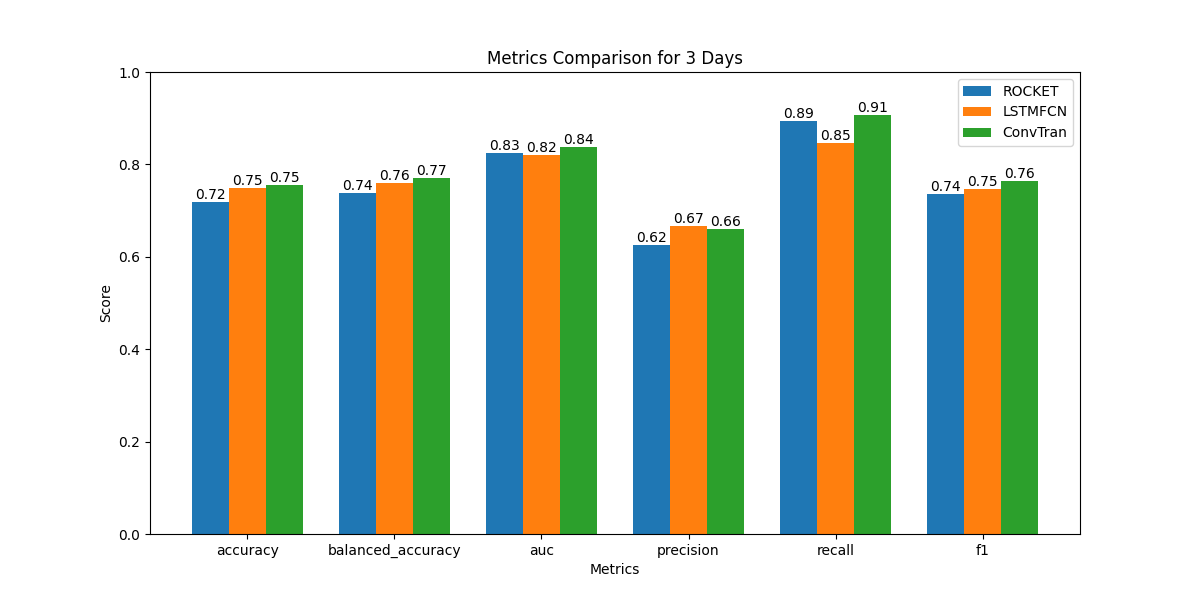 Metrics Comparison for 3 Days
1.0
0.8
0.6
0.4
0.2
0.0
Score
ROCKET
LSTMFCN
ConvTran
0.72
0.75
0.75
0.74
0.76
0.77
0.83
0.82
0.84
0.62
0.67
0.66
0.89
0.85
0.91
0.74
0.75
0.76
accuracy
balanced_accuracy
auc
precision
recall
f1
Metrics